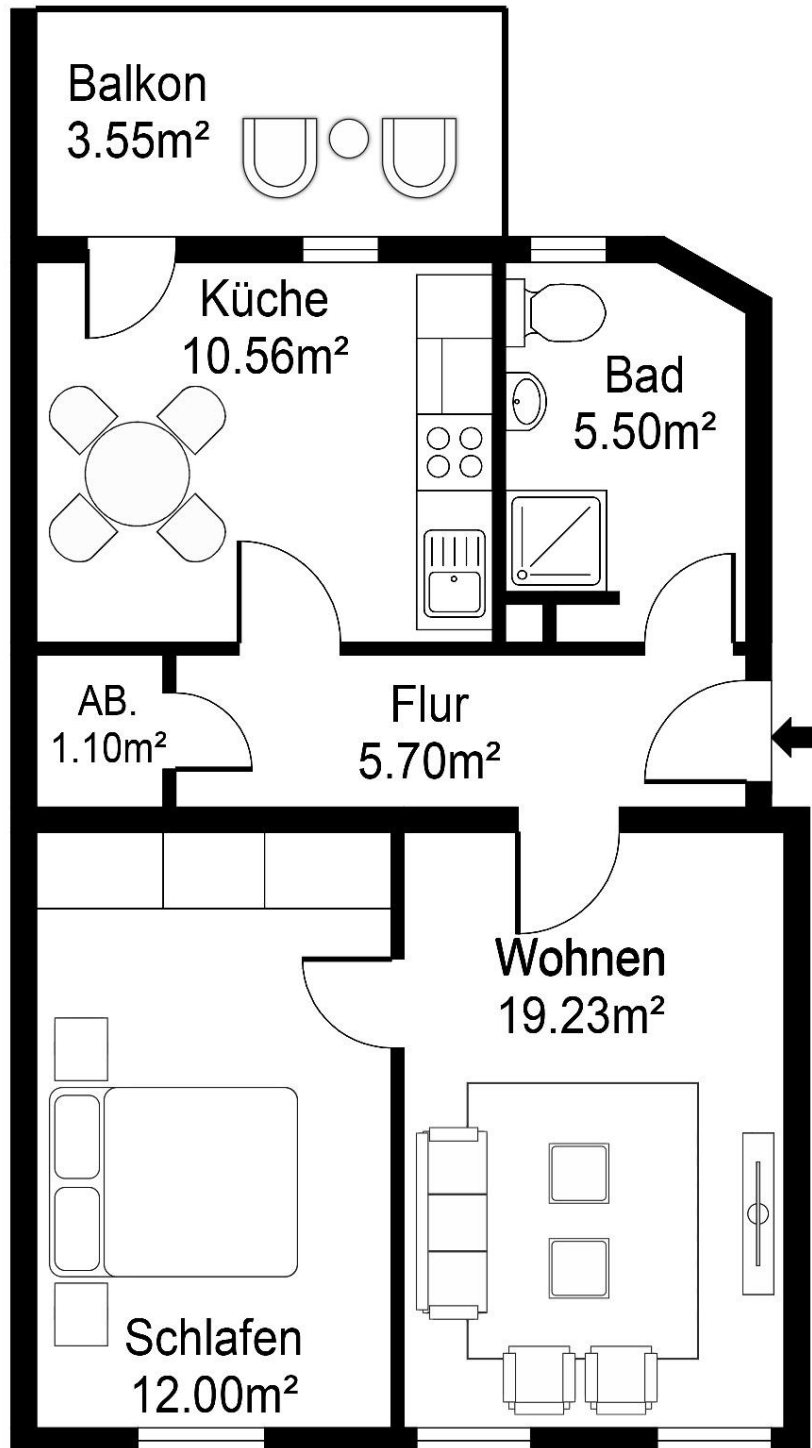 Balkon
3.55m²
Küche
10.56m²
Bad
5.50m²
AB.
1.10m²
Flur
5.70m²
Wohnen
19.23m²
Schlafen
12.00m²